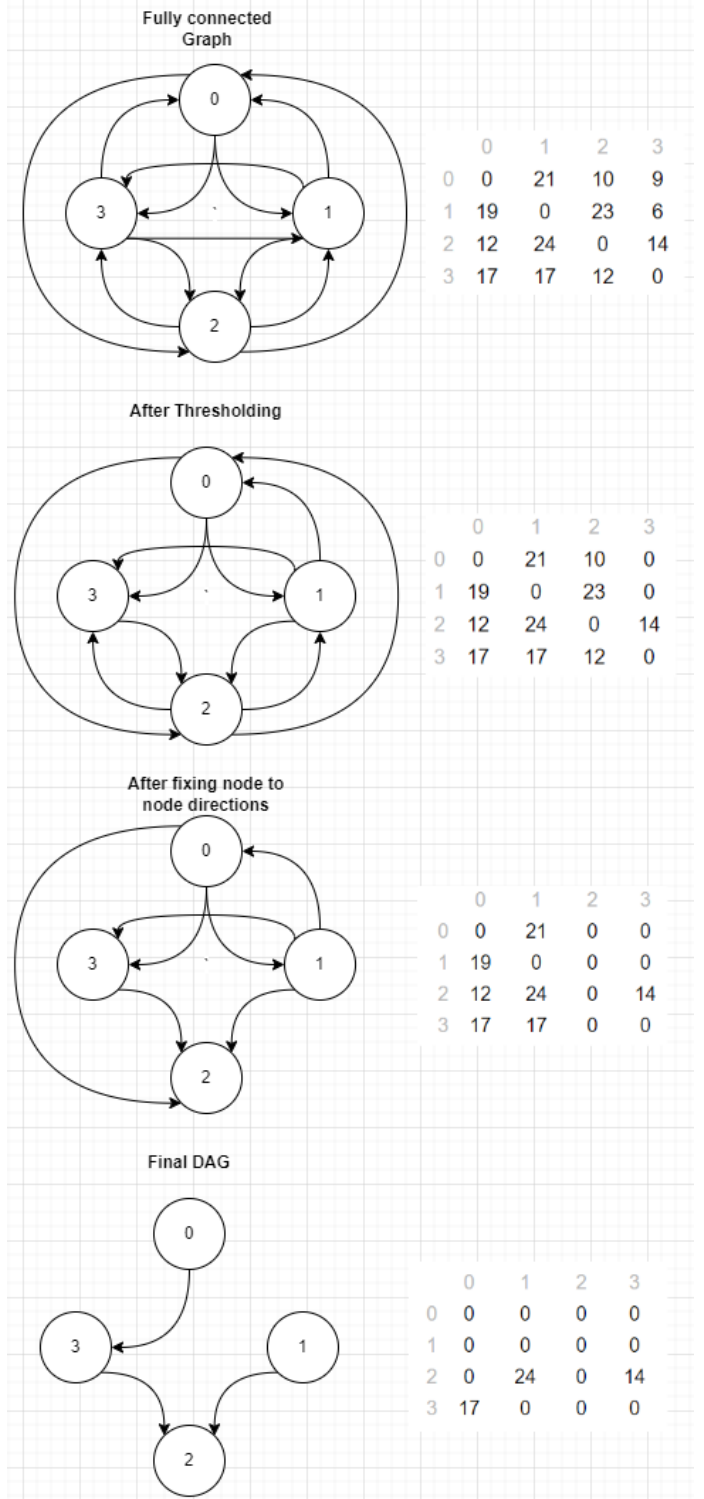 Fully connected
Graph
0
3
1
2
0 1 2 3
0 0 21 10 9
1 19 0 23 6
2 12 24 0 14
3 17 17 12 0
After Thresholding
0
3
1
2
0 1 2 3
0 0 21 10 0
1 19 0 23 0
2 12 24 0 14
3 17 17 12 0
After fixing node to
node directions
0
3
1
2
0 1 2 3
0 0 21 0 0
1 19 0 0 0
2 12 24 0 14
3 17 17 0 0
Final DAG
0
3
1
2
0 1 2 3
0 0 0 0 0
1 0 0 0 0
2 0 24 0 14
3 17 0 0 0